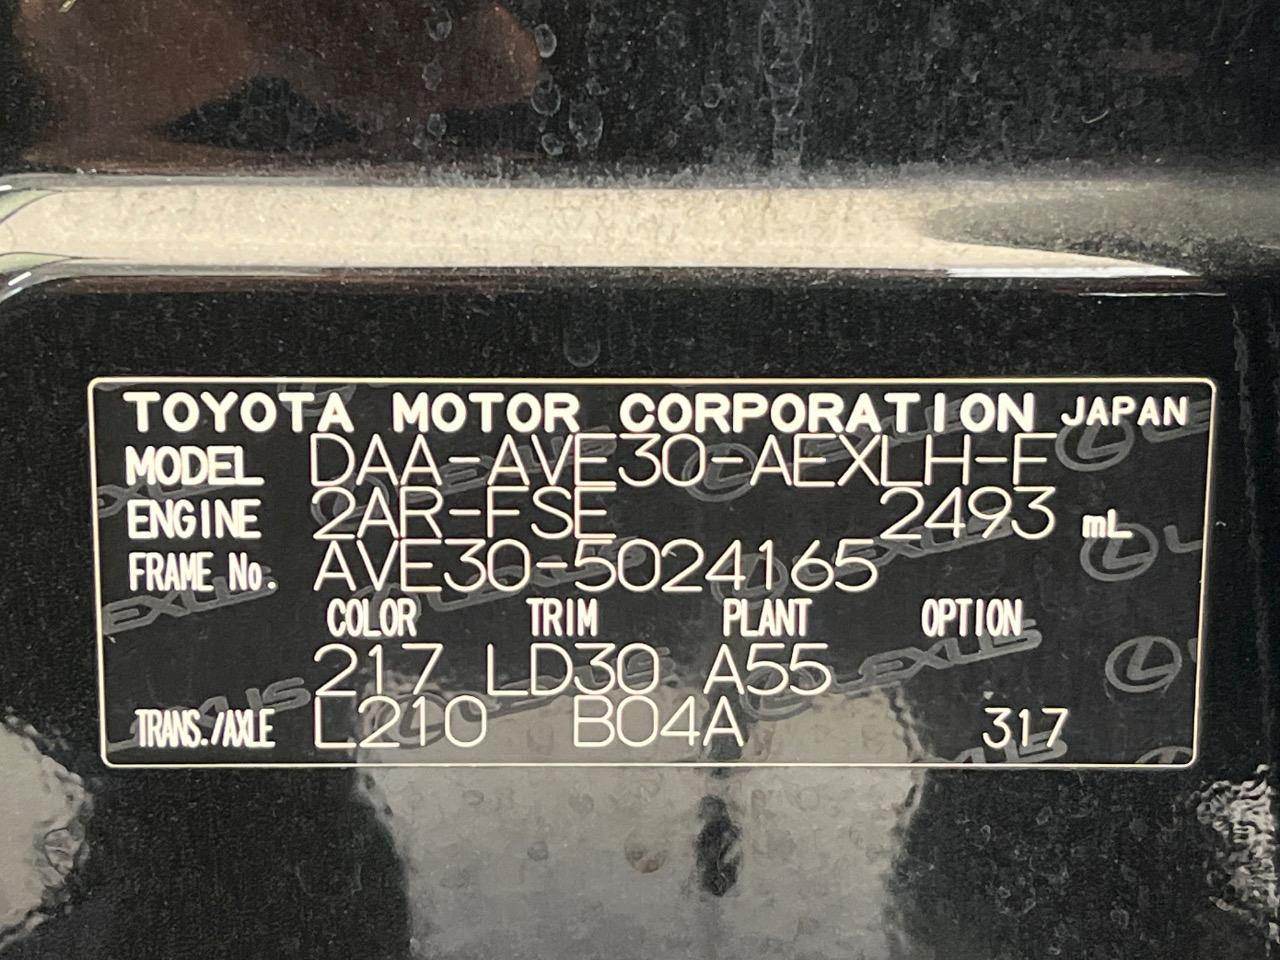 TOYOTA MOTOR CORPORATION JAPAN
MODEL DAA-AVE30-AEXLH-F
ENGINE 2AR-FSE 2493 mL
FRAME No. AVE30-5024165
COLOR TRIM PLANT OPTION
217 LD30 A55
TRANS./AXLE L210 B04A 317